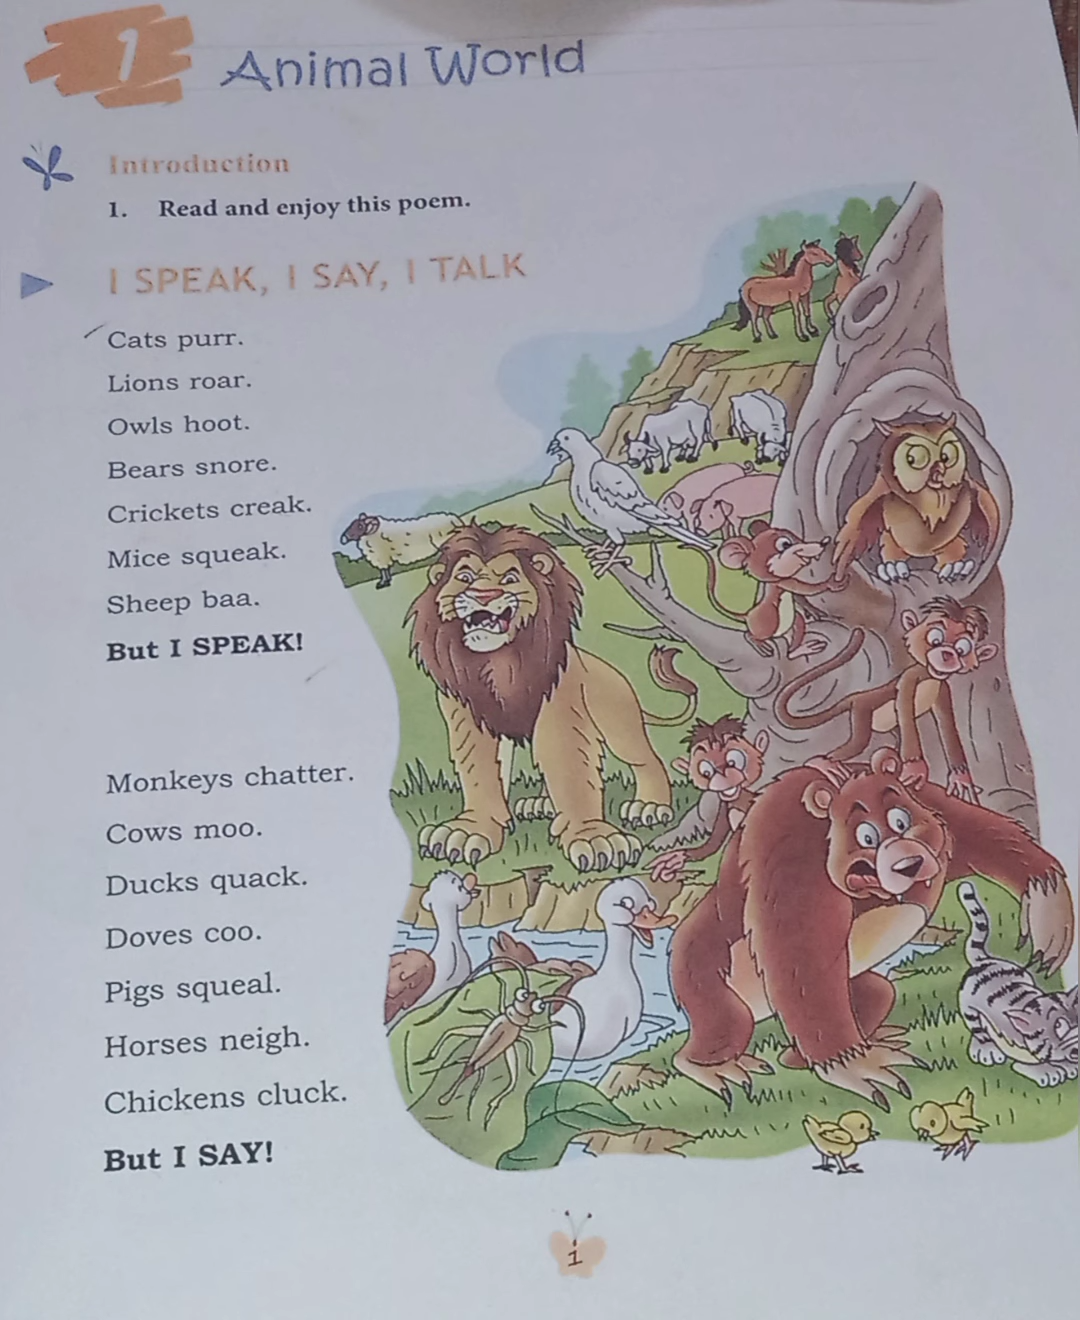 1
Animal World
Introduction
1. Read and enjoy this poem.
I SPEAK, I SAY, I TALK
Cats purr.
Lions roar.
Owls hoot.
Bears snore.
Crickets creak.
Mice squeak.
Sheep baa.
But I SPEAK!
Monkeys chatter.
Cows moo.
Ducks quack.
Doves coo.
Pigs squeal.
Horses neigh.
Chickens cluck.
But I SAY!
1